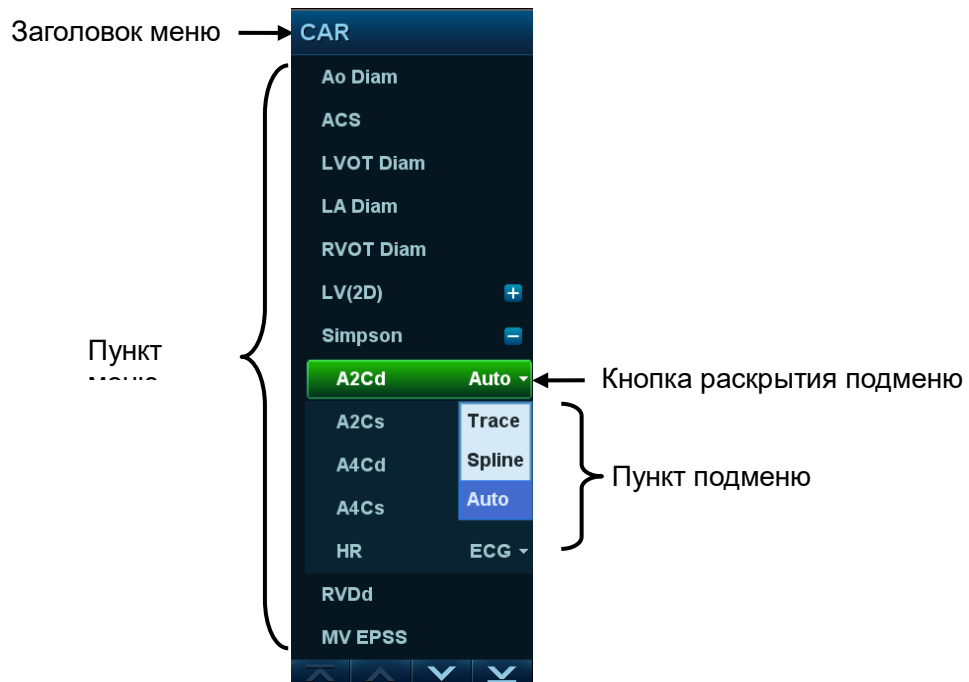 Заголовок меню
CAR
Ao Diam
ACS
LVOT Diam
LA Diam
RVOT Diam
LV(2D)
Simpson
Пункт
A2Cd Auto
Кнопка раскрытия подменю
A2Cs Trace
A4Cd Spline
Пункт подменю
A4Cs Auto
HR ECG
RVDd
MV EPSS